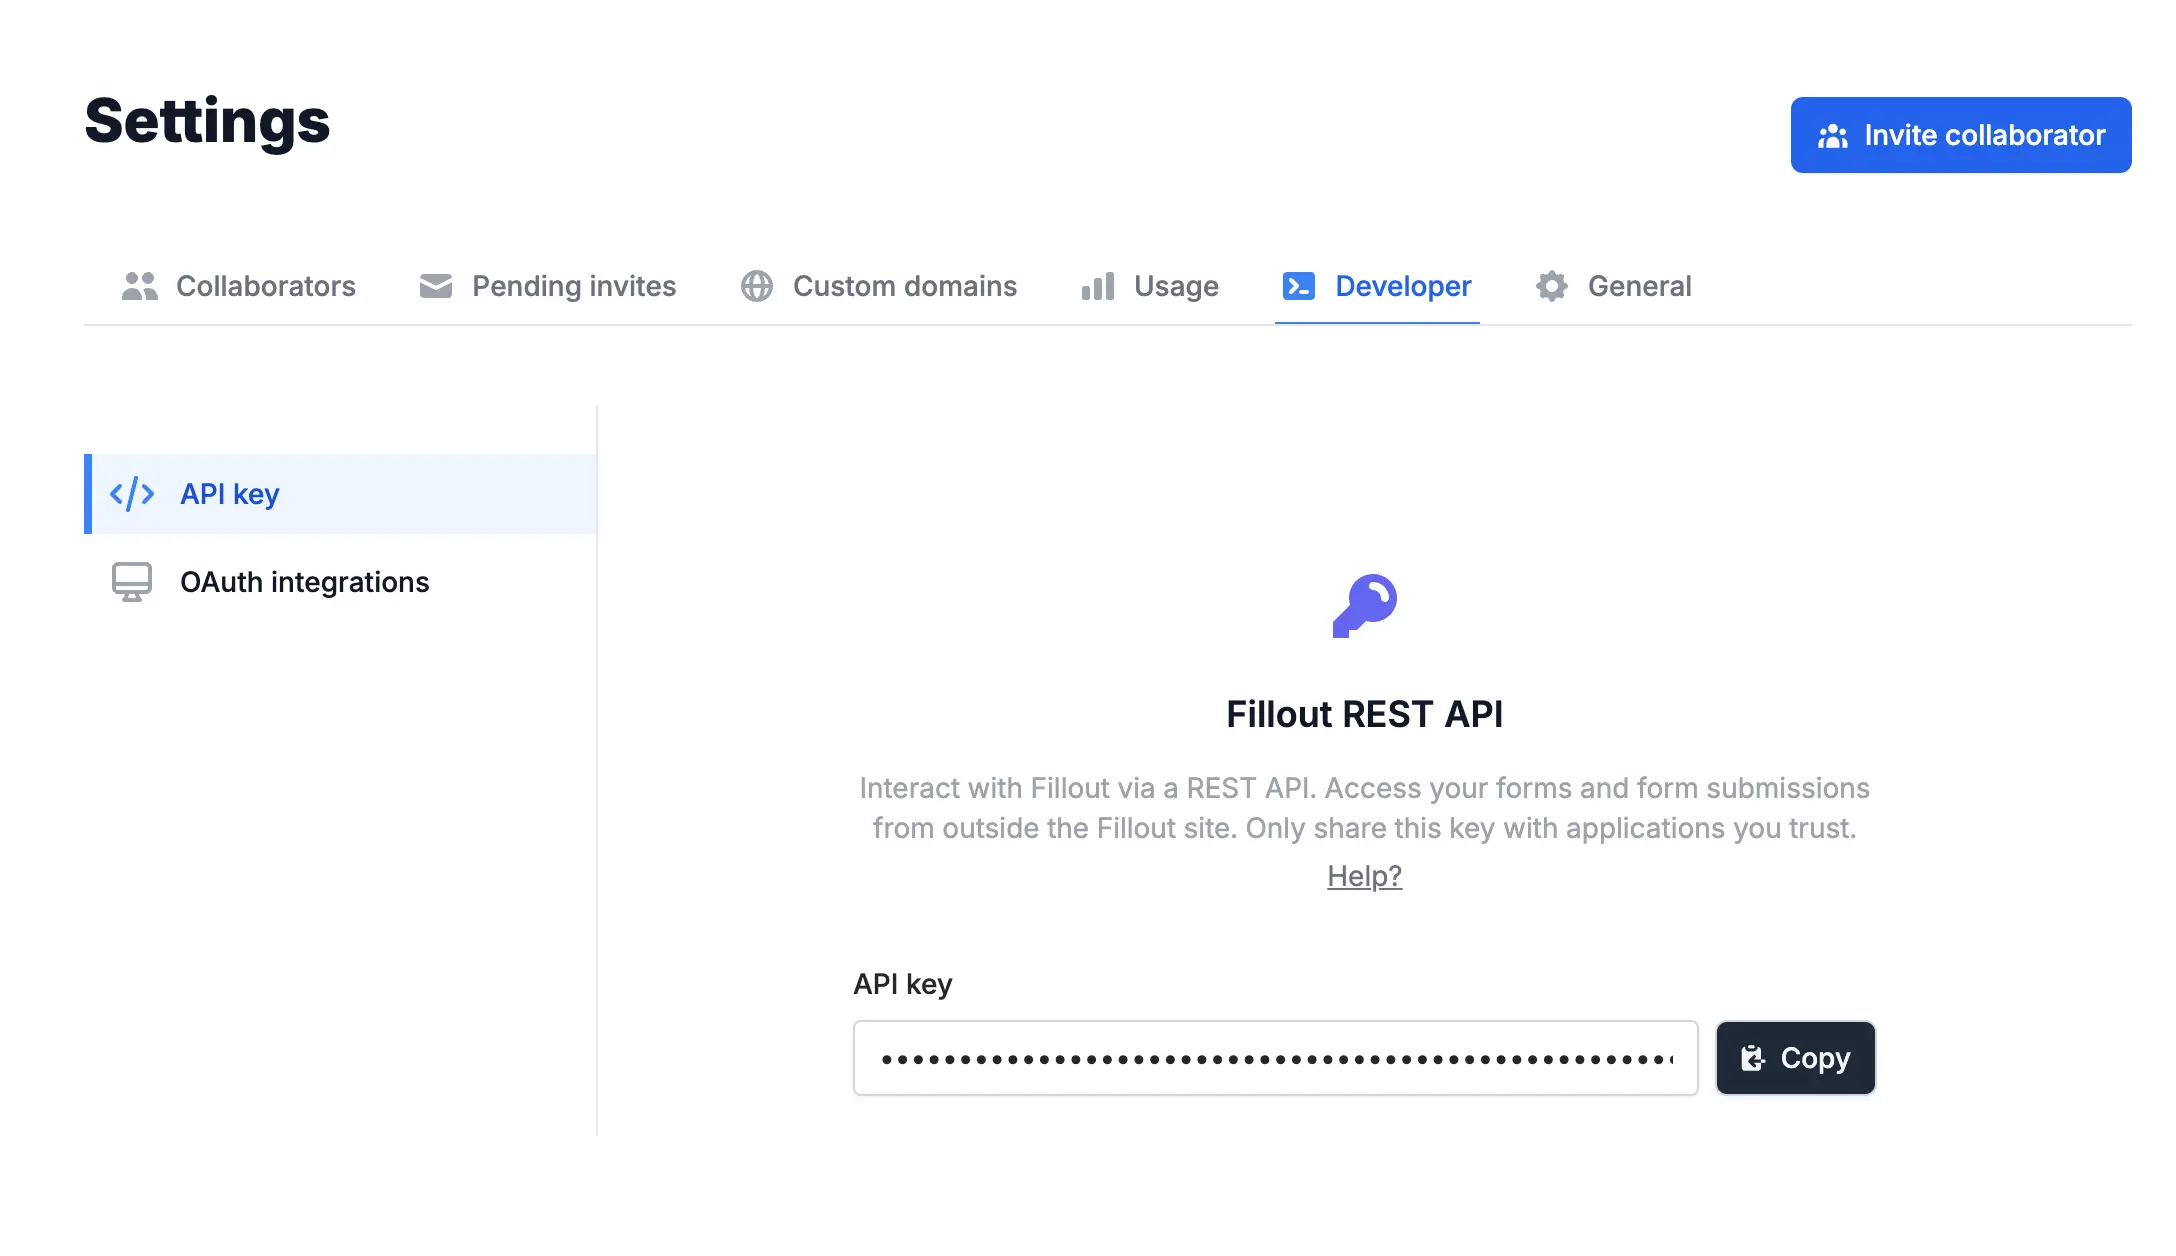 Settings
Invite collaborator
Collaborators
Pending invites
Custom domains
Usage
Developer
General
API key
OAuth integrations
Fillout REST API
Interact with Fillout via a REST API. Access your forms and form submissions
from outside the Fillout site. Only share this key with applications you trust.
Help?
API key
Copy